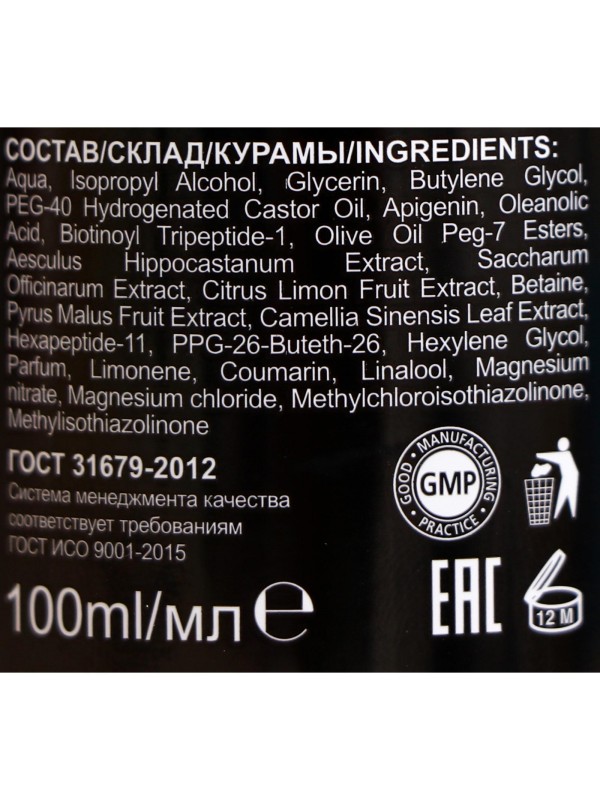 СОСТАВ/СКЛАД/КУРАМЫ/INGREDIENTS:
Aqua, Isopropyl Alcohol, Glycerin, Butylene Glycol,
PEG-40 Hydrogenated Castor Oil, Apigenin, Oleanolic
Acid, Biotinoyl Tripeptide-1, Olive Oil Peg-7 Esters,
Aesculus Hippocastanum Extract, Saccharum
Officinarum Extract, Citrus Limon Fruit Extract, Betaine,
Pyrus Malus Fruit Extract, Camellia Sinensis Leaf Extract,
Hexapeptide-11, PPG-26-Buteth-26, Hexylene Glycol,
Parfum, Limonene, Coumarin, Linalool, Magnesium
nitrate, Magnesium chloride, Methylchloroisothiazolinone,
Methylisothiazolinone
ГОСТ 31679-2012
Система менеджмента качества
соответствует требованиям
ГОСТ ИСО 9001-2015
GOOD · MANUFACTURING · PRACTICE ·
GMP
100ml/мл e
EAC
12 M